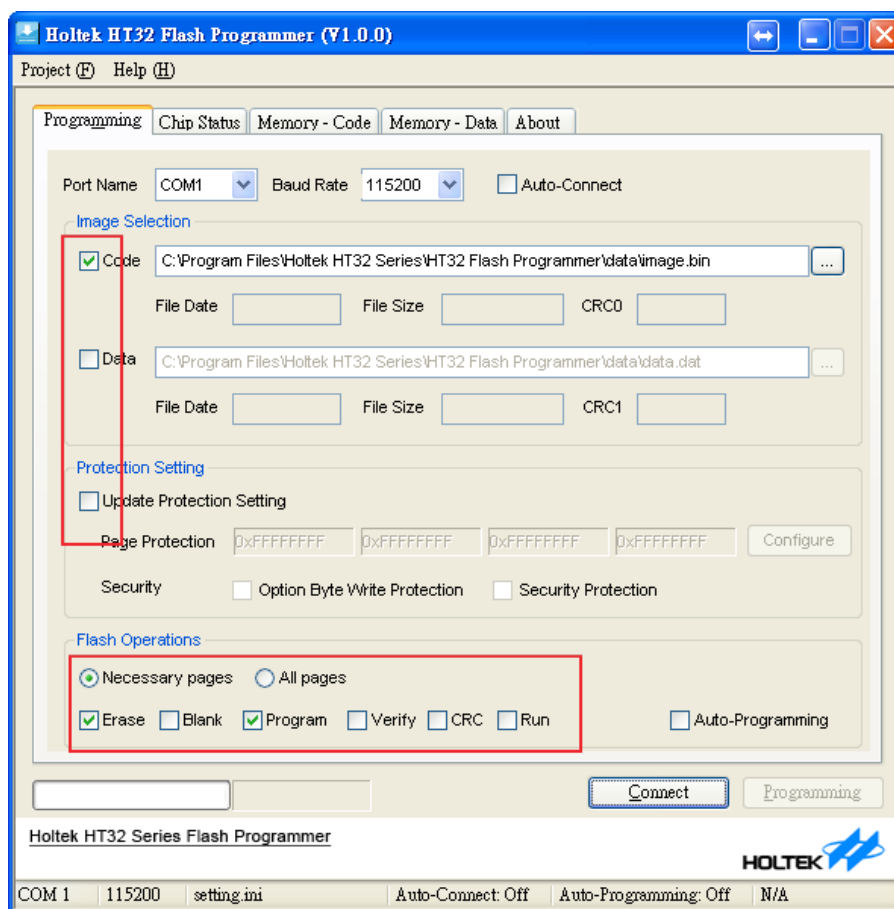 Holtek HT32 Flash Programmer (V1.0.0)
Project (F) Help (H)
Programming Chip Status Memory - Code Memory - Data About
Port Name COM1 Baud Rate 115200 Auto-Connect
Image Selection
Code C:\Program Files\Holtek HT32 Series\HT32 Flash Programmer\data\image.bin ...
File Date File Size CRC0
Data C:\Program Files\Holtek HT32 Series\HT32 Flash Programmer\data\data.dat ...
File Date File Size CRC1
Protection Setting
Update Protection Setting
Page Protection 0xFFFFFFFF 0xFFFFFFFF 0xFFFFFFFF 0xFFFFFFFF Configure
Security Option Byte Write Protection Security Protection
Flash Operations
Necessary pages All pages
Erase Blank Program Verify CRC Run Auto-Programming
Connect Programming
Holtek HT32 Series Flash Programmer
HOLTEK
COM 1 115200 setting.ini Auto-Connect: Off Auto-Programming: Off N/A